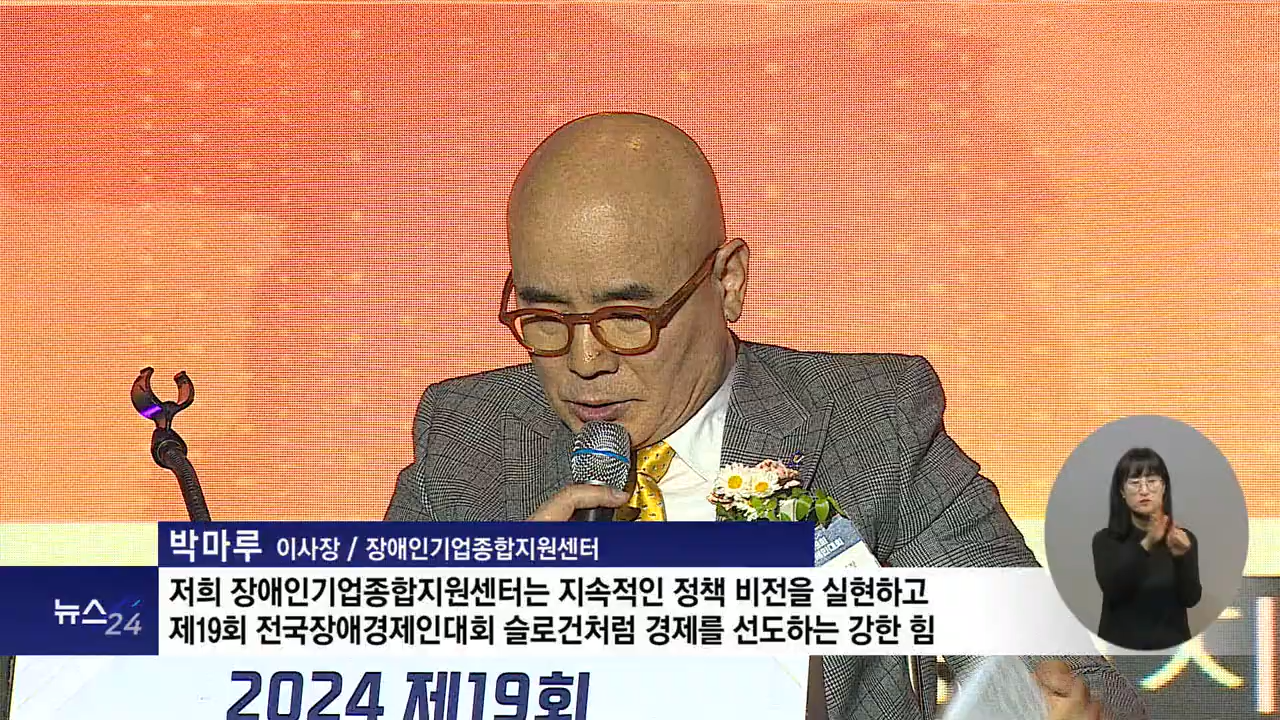 박마루 이사장 / 장애인기업종합지원센터
저희 장애인기업종합지원센터는 지속적인 정책 비전을 실현하고
제19회 전국장애경제인대회 슬로건처럼 경제를 선도하는 강한 힘
뉴스24
2024 제19회